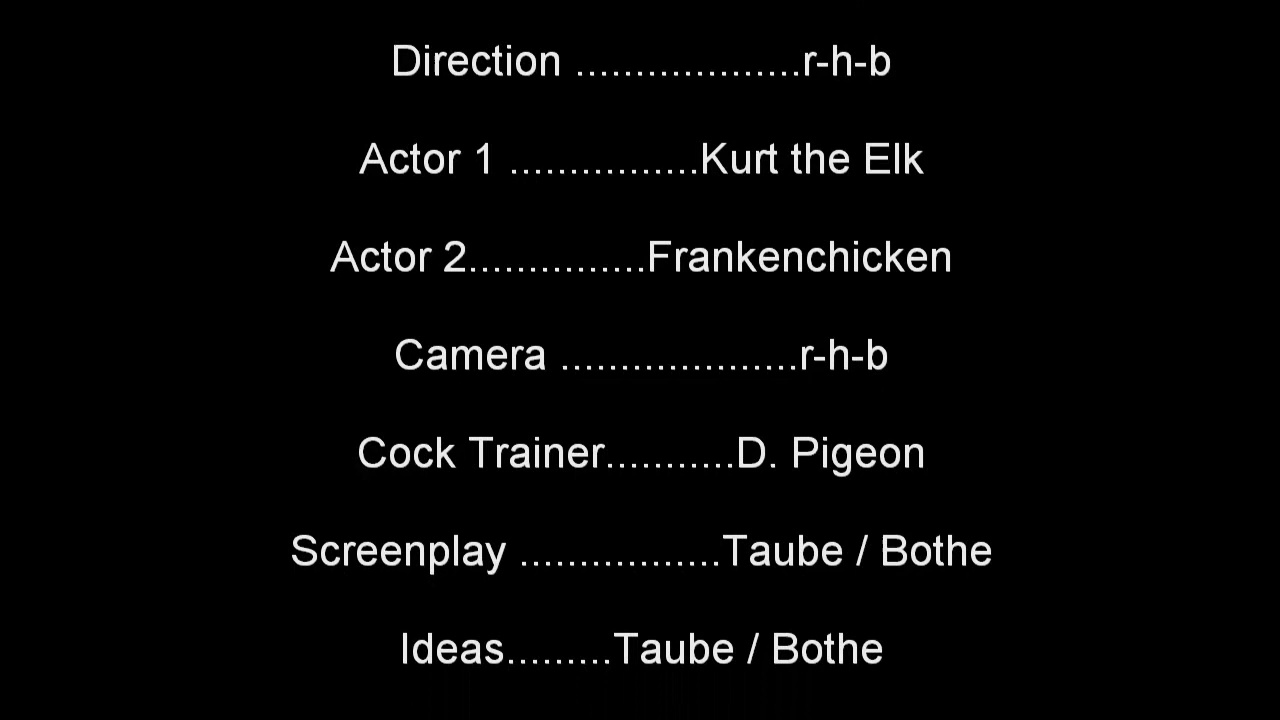 Direction ...................r-h-b
Actor 1 ................Kurt the Elk
Actor 2...............Frankenchicken
Camera ....................r-h-b
Cock Trainer...........D. Pigeon
Screenplay .................Taube / Bothe
Ideas.........Taube / Bothe